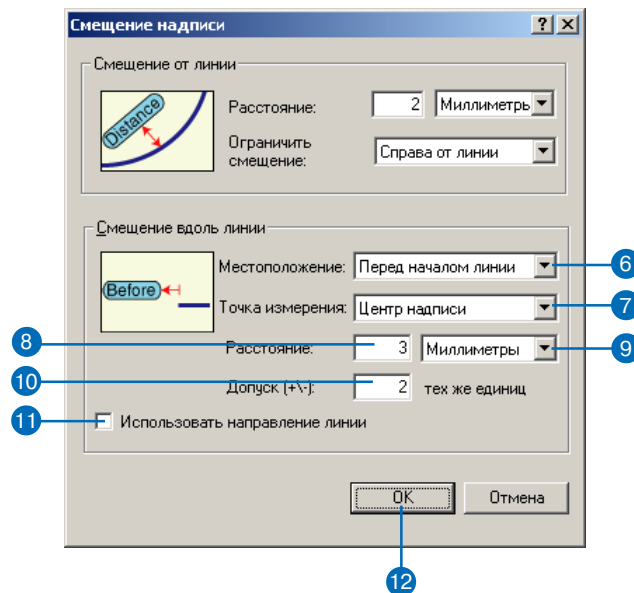 Смещение надписи
Смещение от линии
Distance
Расстояние: 2 Миллиметры
Ограничить смещение: Справа от линии
Смещение вдоль линии
Before
Местоположение: Перед началом линии 6
Точка измерения: Центр надписи 7
8 Расстояние: 3 Миллиметры 9
10 Допуск (+\-): 2 тех же единиц
11 Использовать направление линии
OK Отмена
12